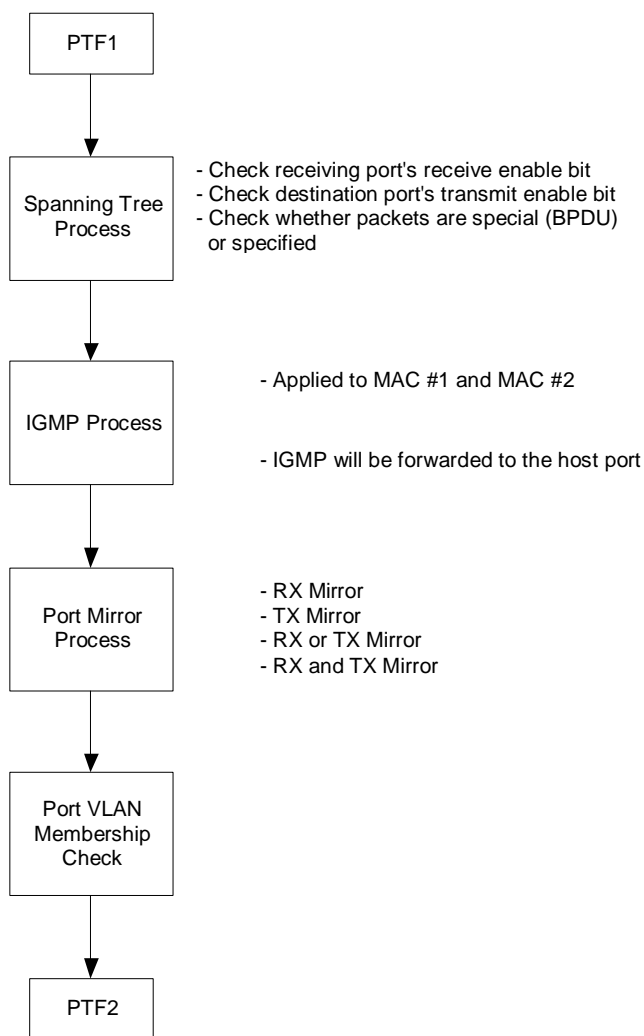 PTF1
Spanning Tree
Process
- Check receiving port's receive enable bit
- Check destination port's transmit enable bit
- Check whether packets are special (BPDU)
or specified
IGMP Process
- Applied to MAC #1 and MAC #2
- IGMP will be forwarded to the host port
Port Mirror
Process
- RX Mirror
- TX Mirror
- RX or TX Mirror
- RX and TX Mirror
Port VLAN
Membership
Check
PTF2